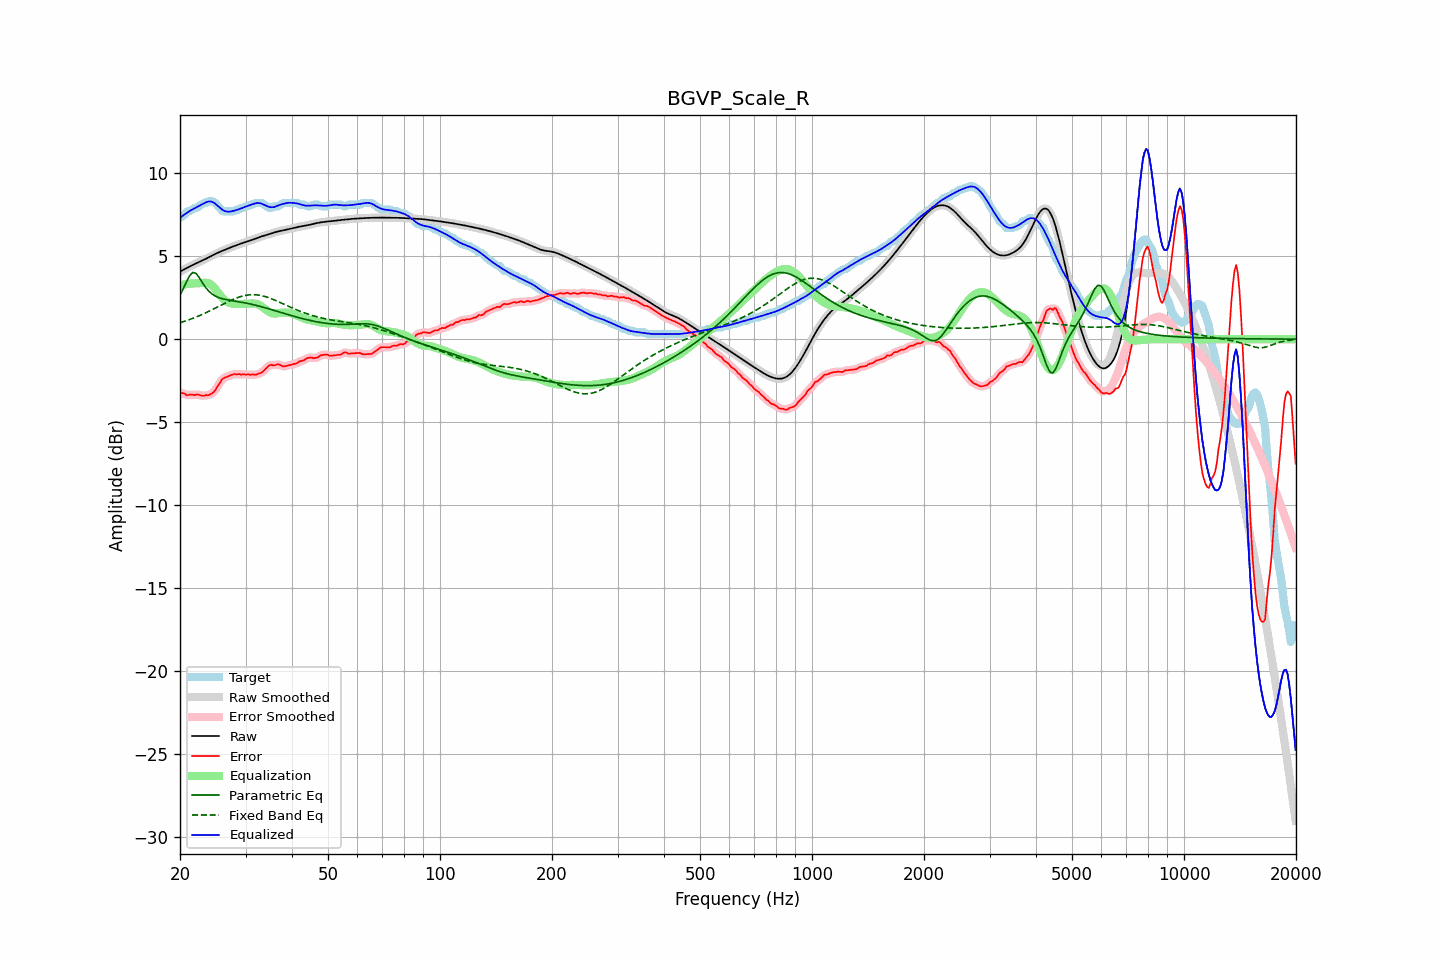 BGVP_Scale_R
Amplitude (dBr)
10
5
0
−5
−10
−15
−20
−25
−30
Target
Raw Smoothed
Error Smoothed
Raw
Error
Equalization
Parametric Eq
Fixed Band Eq
Equalized
20 50 100 200 500 1000 2000 5000 10000 20000
Frequency (Hz)